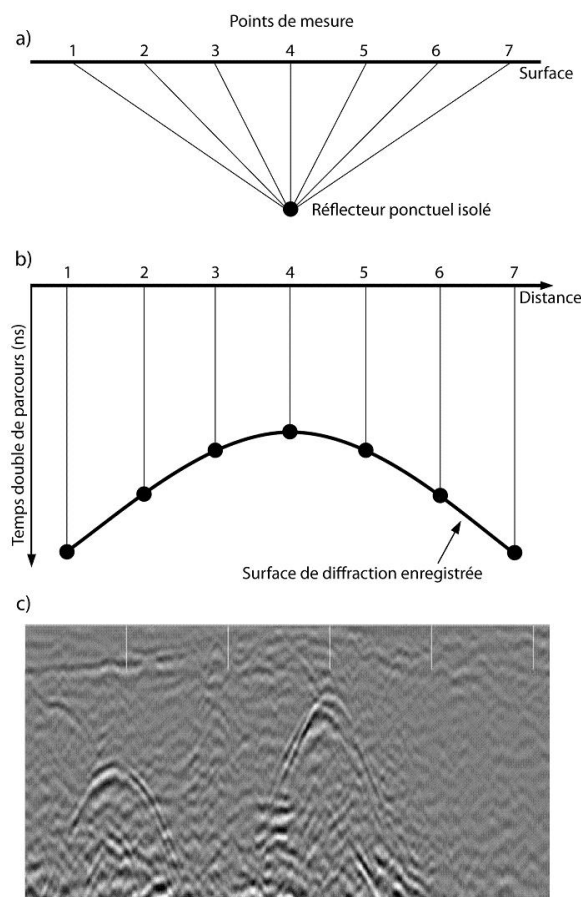 Points de mesure
a)
1 2 3 4 5 6 7
Surface
Réflecteur ponctuel isolé
b)
1 2 3 4 5 6 7
Distance
Temps double de parcours (ns)
Surface de diffraction enregistrée
c)